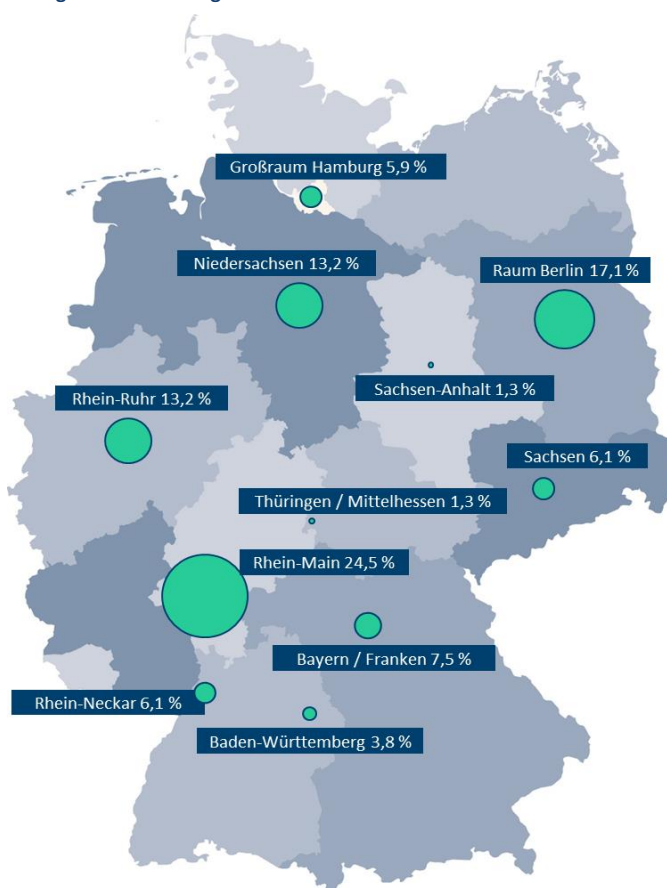 Großraum Hamburg 5,9 %
Niedersachsen 13,2 %
Raum Berlin 17,1 %
Sachsen-Anhalt 1,3 %
Rhein-Ruhr 13,2 %
Sachsen 6,1 %
Thüringen / Mittelhessen 1,3 %
Rhein-Main 24,5 %
Bayern / Franken 7,5 %
Rhein-Neckar 6,1 %
Baden-Württemberg 3,8 %